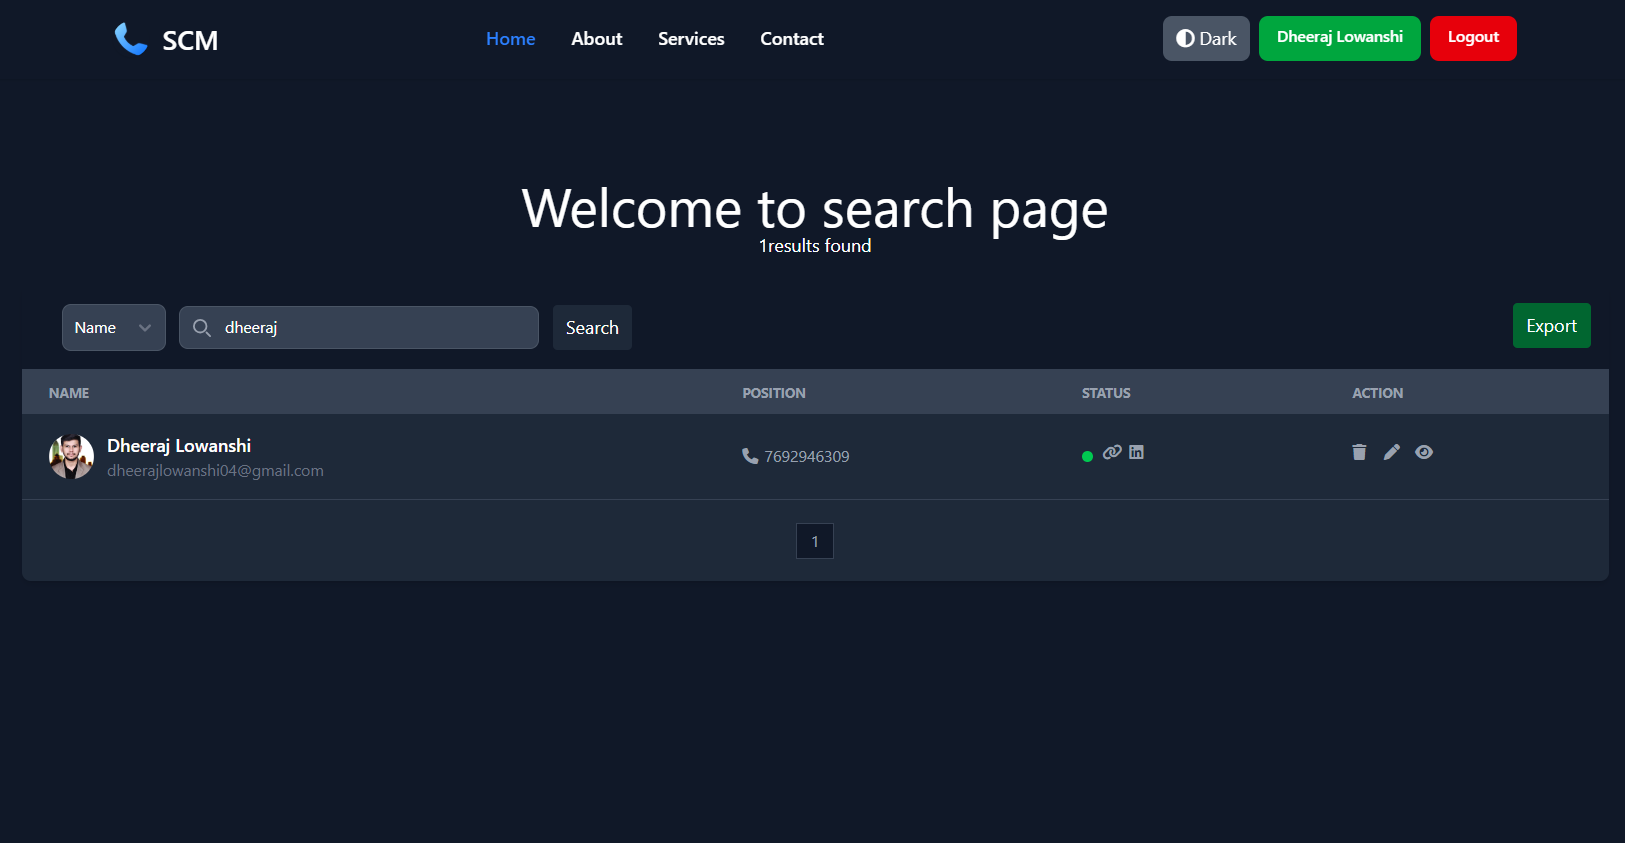 SCM
Home About Services Contact
Dark Dheeraj Lowanshi Logout
Welcome to search page
1results found
Name dheeraj Search Export
NAME POSITION STATUS ACTION
Dheeraj Lowanshi
dheerajlowanshi04@gmail.com
7692946309
1